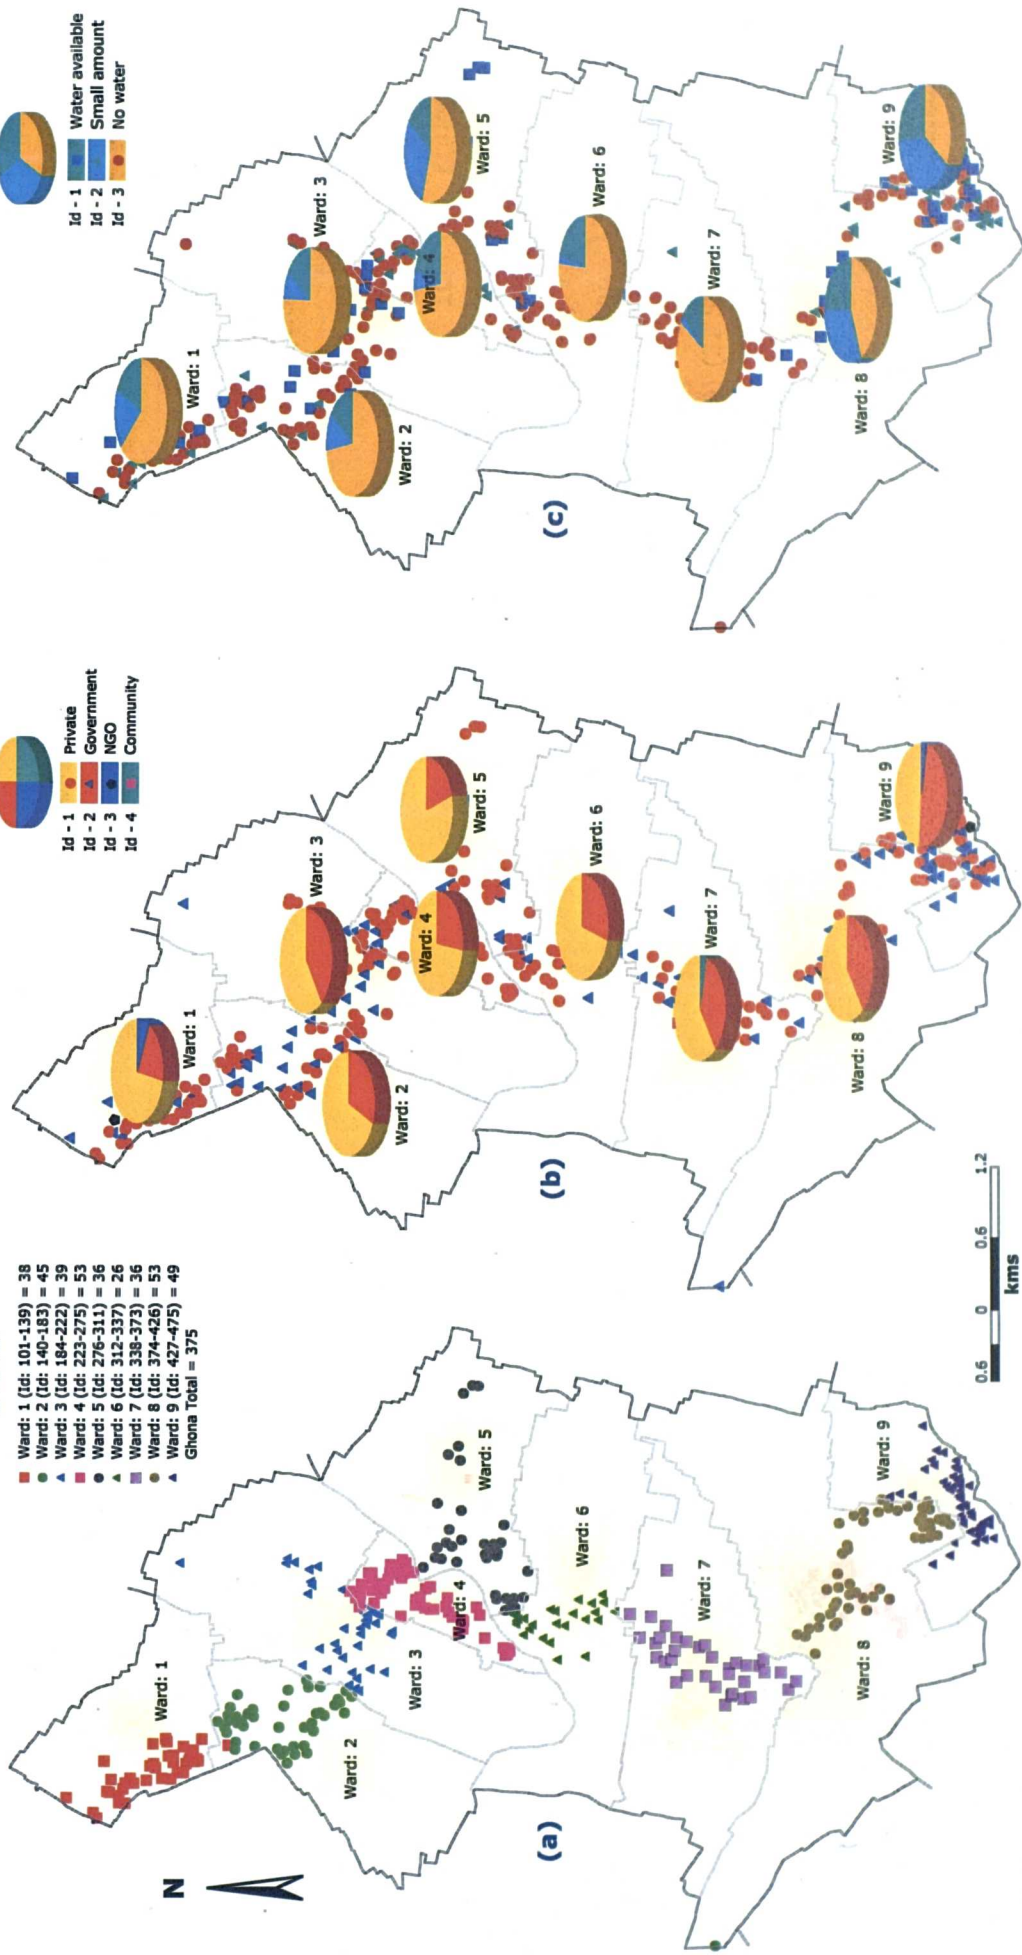 N
Ward: 1 (Id: 101-139) = 38
Ward: 2 (Id: 140-183) = 45
Ward: 3 (Id: 184-222) = 39
Ward: 4 (Id: 223-275) = 53
Ward: 5 (Id: 276-311) = 36
Ward: 6 (Id: 312-337) = 26
Ward: 7 (Id: 338-373) = 36
Ward: 8 (Id: 374-426) = 53
Ward: 9 (Id: 427-475) = 49
Ghona Total = 375
Ward: 1
Ward: 2
Ward: 3
Ward: 4
Ward: 5
Ward: 6
Ward: 7
Ward: 8
Ward: 9
(a)
0.6 0 0.6 1.2
kms
Id - 1 Private
Id - 2 Government
Id - 3 NGO
Id - 4 Community
Ward: 1
Ward: 2
Ward: 3
Ward: 4
Ward: 5
Ward: 6
Ward: 7
Ward: 8
Ward: 9
(b)
Id - 1 Water available
Id - 2 Small amount
Id - 3 No water
Ward: 1
Ward: 2
Ward: 3
Ward: 4
Ward: 5
Ward: 6
Ward: 7
Ward: 8
Ward: 9
(c)